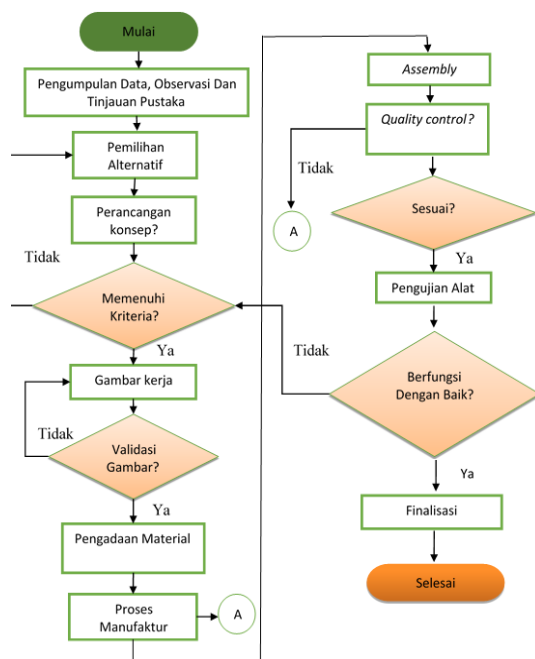 Mulai
Pengumpulan Data, Observasi Dan
Tinjauan Pustaka
Pemilihan
Alternatif
Perancangan
konsep?
Tidak
Memenuhi
Kriteria?
Ya
Gambar kerja
Tidak
Validasi
Gambar?
Ya
Pengadaan Material
Proses
Manufaktur
A
Assembly
Quality control?
Tidak
A
Sesuai?
Ya
Pengujian Alat
Tidak
Berfungsi
Dengan Baik?
Ya
Finalisasi
Selesai